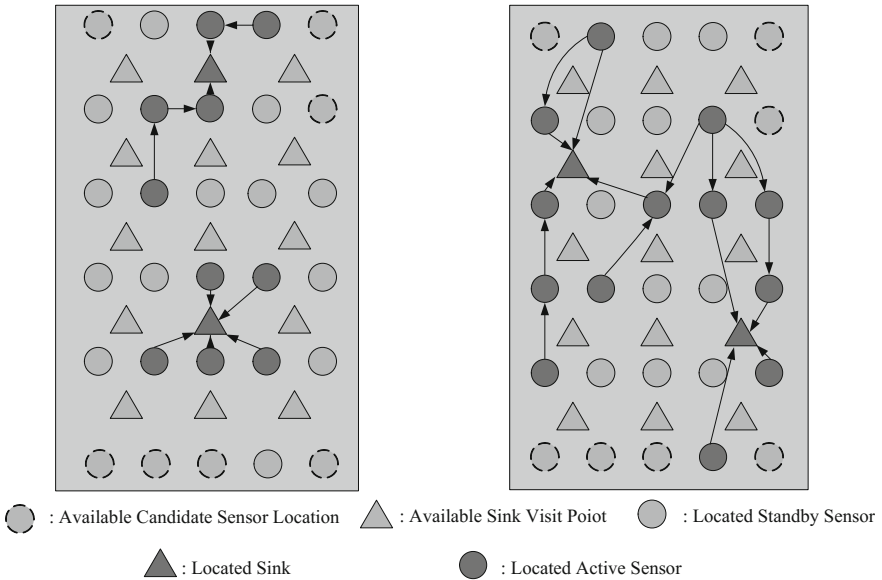 : Available Candidate Sensor Location : Available Sink Visit Poiot : Located Standby Sensor
: Located Sink : Located Active Sensor